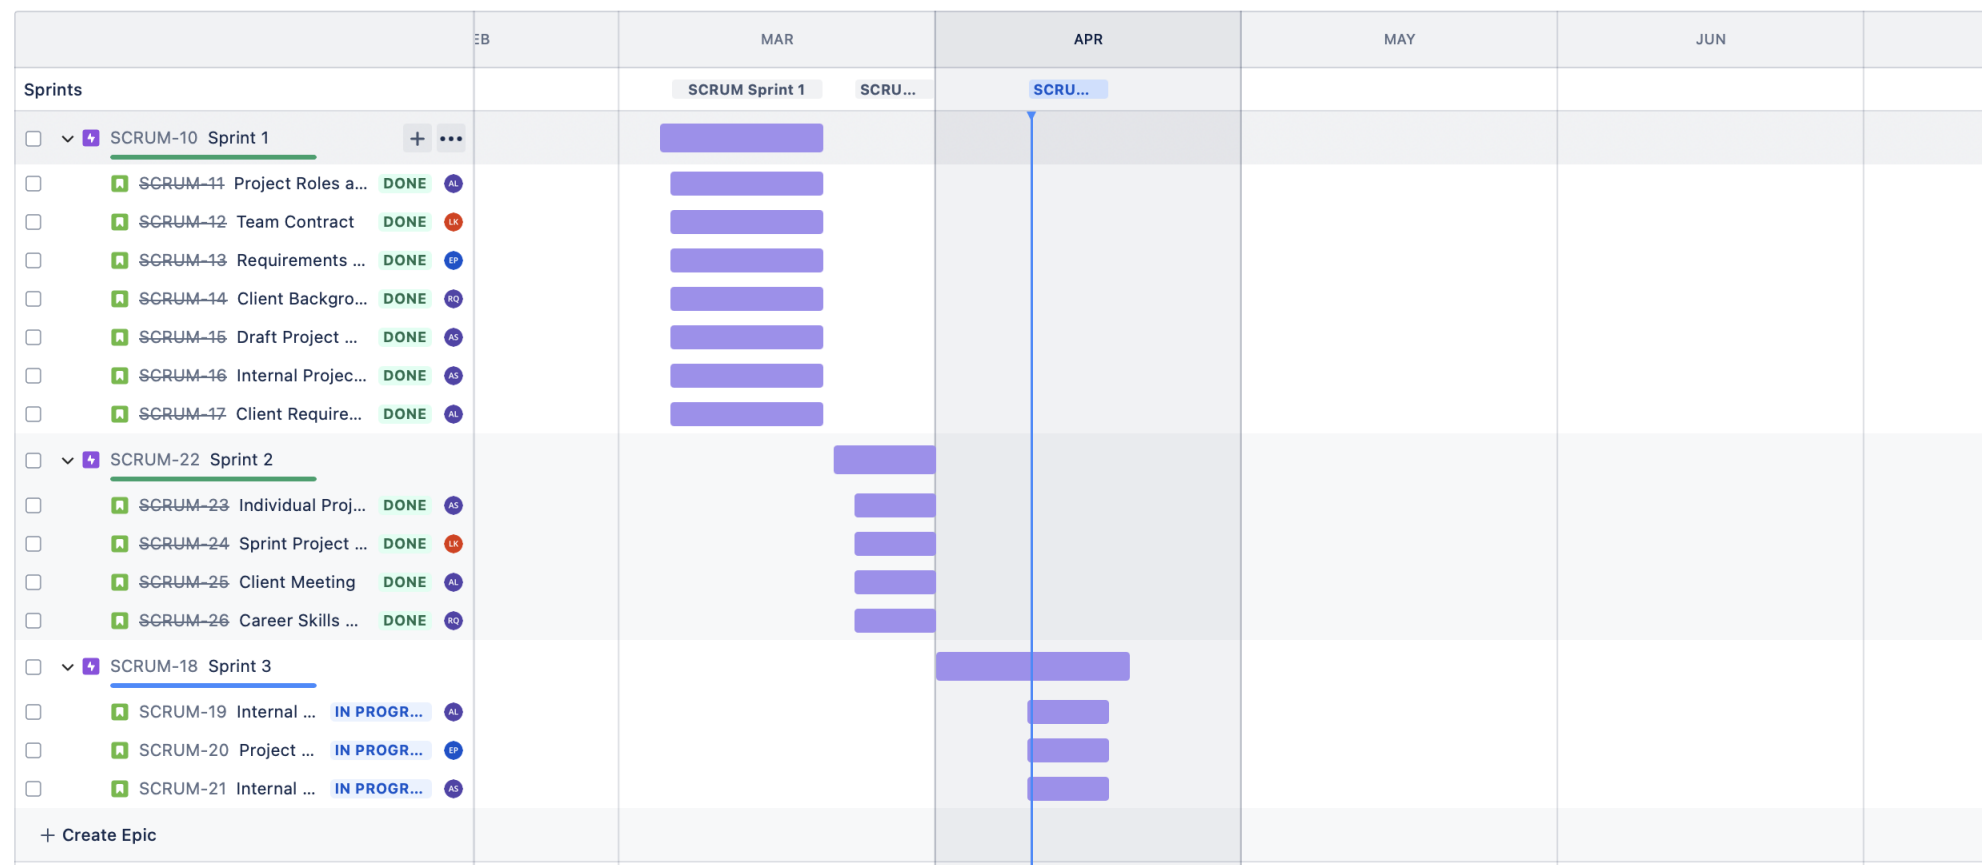 EB MAR APR MAY JUN
Sprints SCRUM Sprint 1 SCRU... SCRU...
SCRUM-10 Sprint 1
SCRUM-11 Project Roles a... DONE AL
SCRUM-12 Team Contract DONE LK
SCRUM-13 Requirements ... DONE EP
SCRUM-14 Client Backgro... DONE RQ
SCRUM-15 Draft Project ... DONE AS
SCRUM-16 Internal Projec... DONE AS
SCRUM-17 Client Require... DONE AL
SCRUM-22 Sprint 2
SCRUM-23 Individual Proj... DONE AS
SCRUM-24 Sprint Project ... DONE LK
SCRUM-25 Client Meeting DONE AL
SCRUM-26 Career Skills ... DONE RQ
SCRUM-18 Sprint 3
SCRUM-19 Internal ... IN PROGR... AL
SCRUM-20 Project ... IN PROGR... EP
SCRUM-21 Internal ... IN PROGR... AS
+ Create Epic